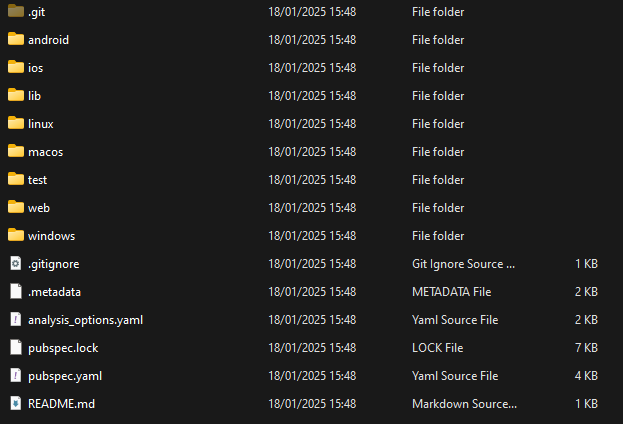 .git 18/01/2025 15:48 File folder
android 18/01/2025 15:48 File folder
ios 18/01/2025 15:48 File folder
lib 18/01/2025 15:48 File folder
linux 18/01/2025 15:48 File folder
macos 18/01/2025 15:48 File folder
test 18/01/2025 15:48 File folder
web 18/01/2025 15:48 File folder
windows 18/01/2025 15:48 File folder
.gitignore 18/01/2025 15:48 Git Ignore Source ... 1 KB
.metadata 18/01/2025 15:48 METADATA File 2 KB
analysis_options.yaml 18/01/2025 15:48 Yaml Source File 2 KB
pubspec.lock 18/01/2025 15:48 LOCK File 7 KB
pubspec.yaml 18/01/2025 15:48 Yaml Source File 4 KB
README.md 18/01/2025 15:48 Markdown Source... 1 KB